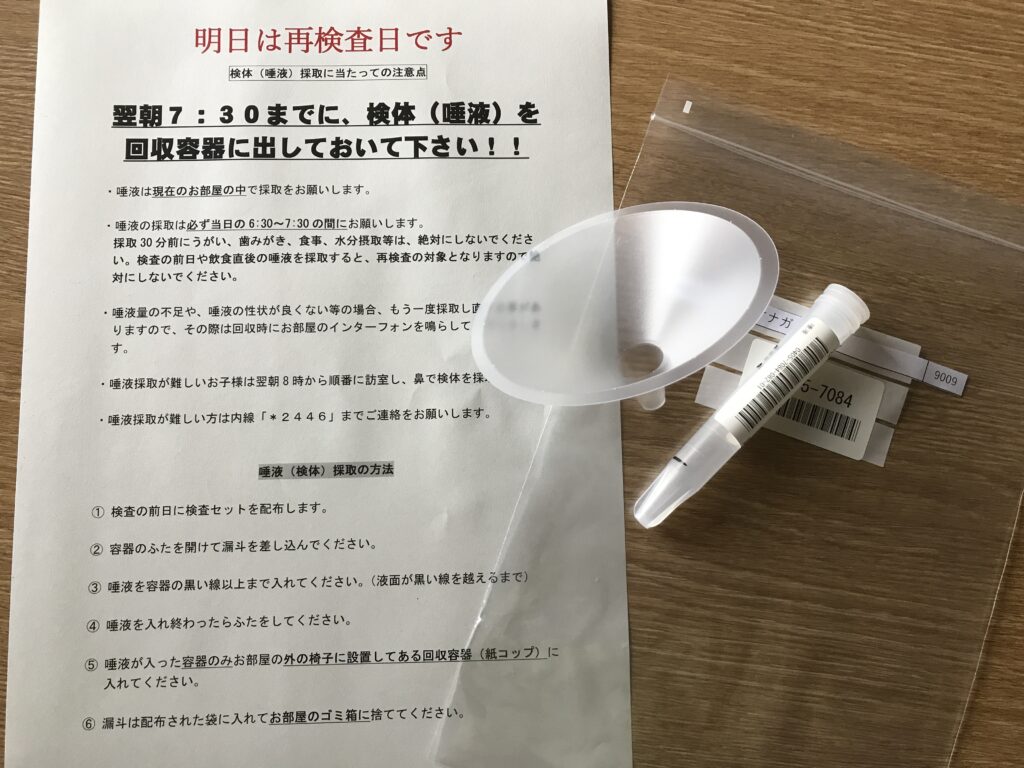 明日は再検査日です
検体（唾液）採取に当たっての注意点
翌朝７：３０までに、検体（唾液）を
回収容器に出しておいて下さい！！
・唾液は現在のお部屋の中で採取をお願いします。
・唾液の採取は必ず当日の6:30～7:30の間にお願いします。
採取30分前にうがい、歯みがき、食事、水分摂取等は、絶対にしないでくださ
い。検査の前日や飲食直後の唾液を採取すると、再検査の対象となりますので絶
対にしないでください。
・唾液量の不足や、唾液の性状が良くない等の場合、もう一度採取し直
りますので、その際は回収時にお部屋のインターフォンを鳴らして
す。
・唾液採取が難しいお子様は翌朝８時から順番に訪室し、鼻で検体を採
・唾液採取が難しい方は内線「＊２４４６」までご連絡をお願いします。
唾液（検体）採取の方法
① 検査の前日に検査セットを配布します。
② 容器のふたを開けて漏斗を差し込んでください。
③ 唾液を容器の黒い線以上まで入れてください。（液面が黒い線を越えるまで）
④ 唾液を入れ終わったらふたをしてください。
⑤ 唾液が入った容器のみお部屋の外の椅子に設置してある回収容器（紙コップ）に
入れてください。
⑥ 漏斗は配布された袋に入れてお部屋のゴミ箱に捨ててください。
ナガ
9009
5-7084